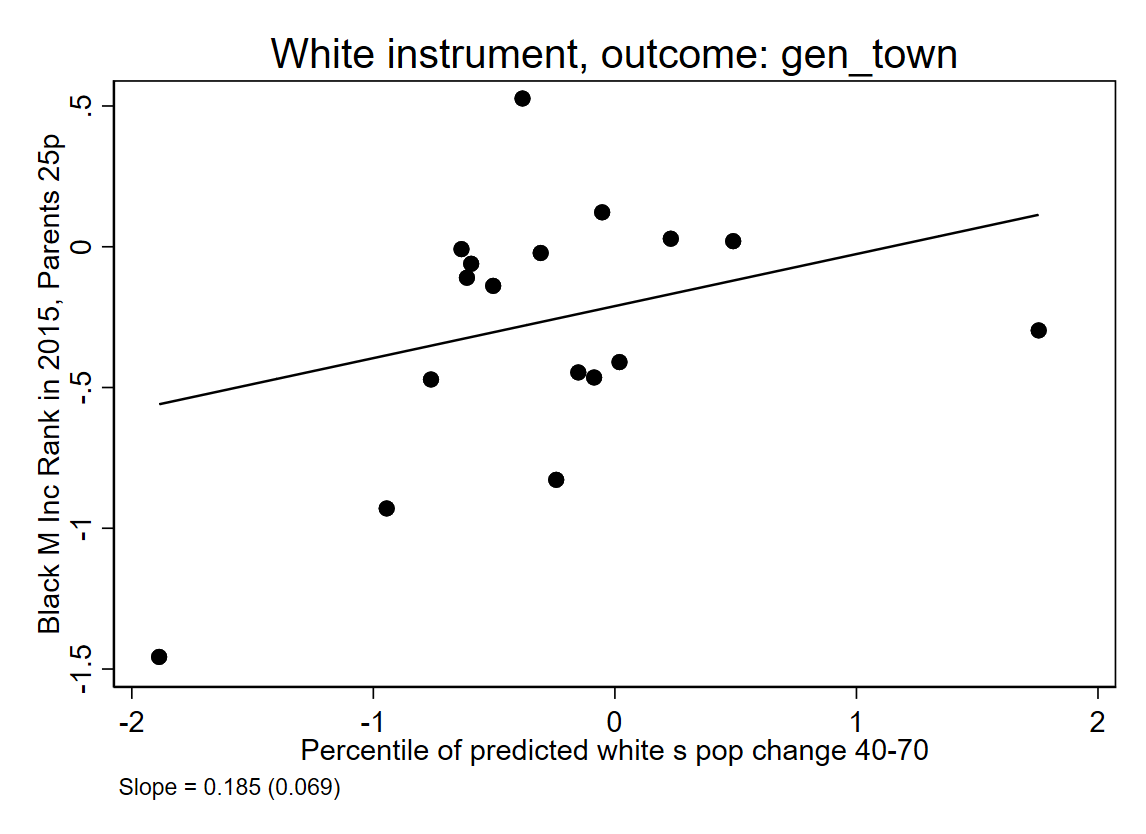 White instrument, outcome: gen_town
Black M Inc Rank in 2015, Parents 25p
.5
0
-.5
-1
-1.5
-2
-1
0
1
2
Percentile of predicted white s pop change 40-70
Slope = 0.185 (0.069)